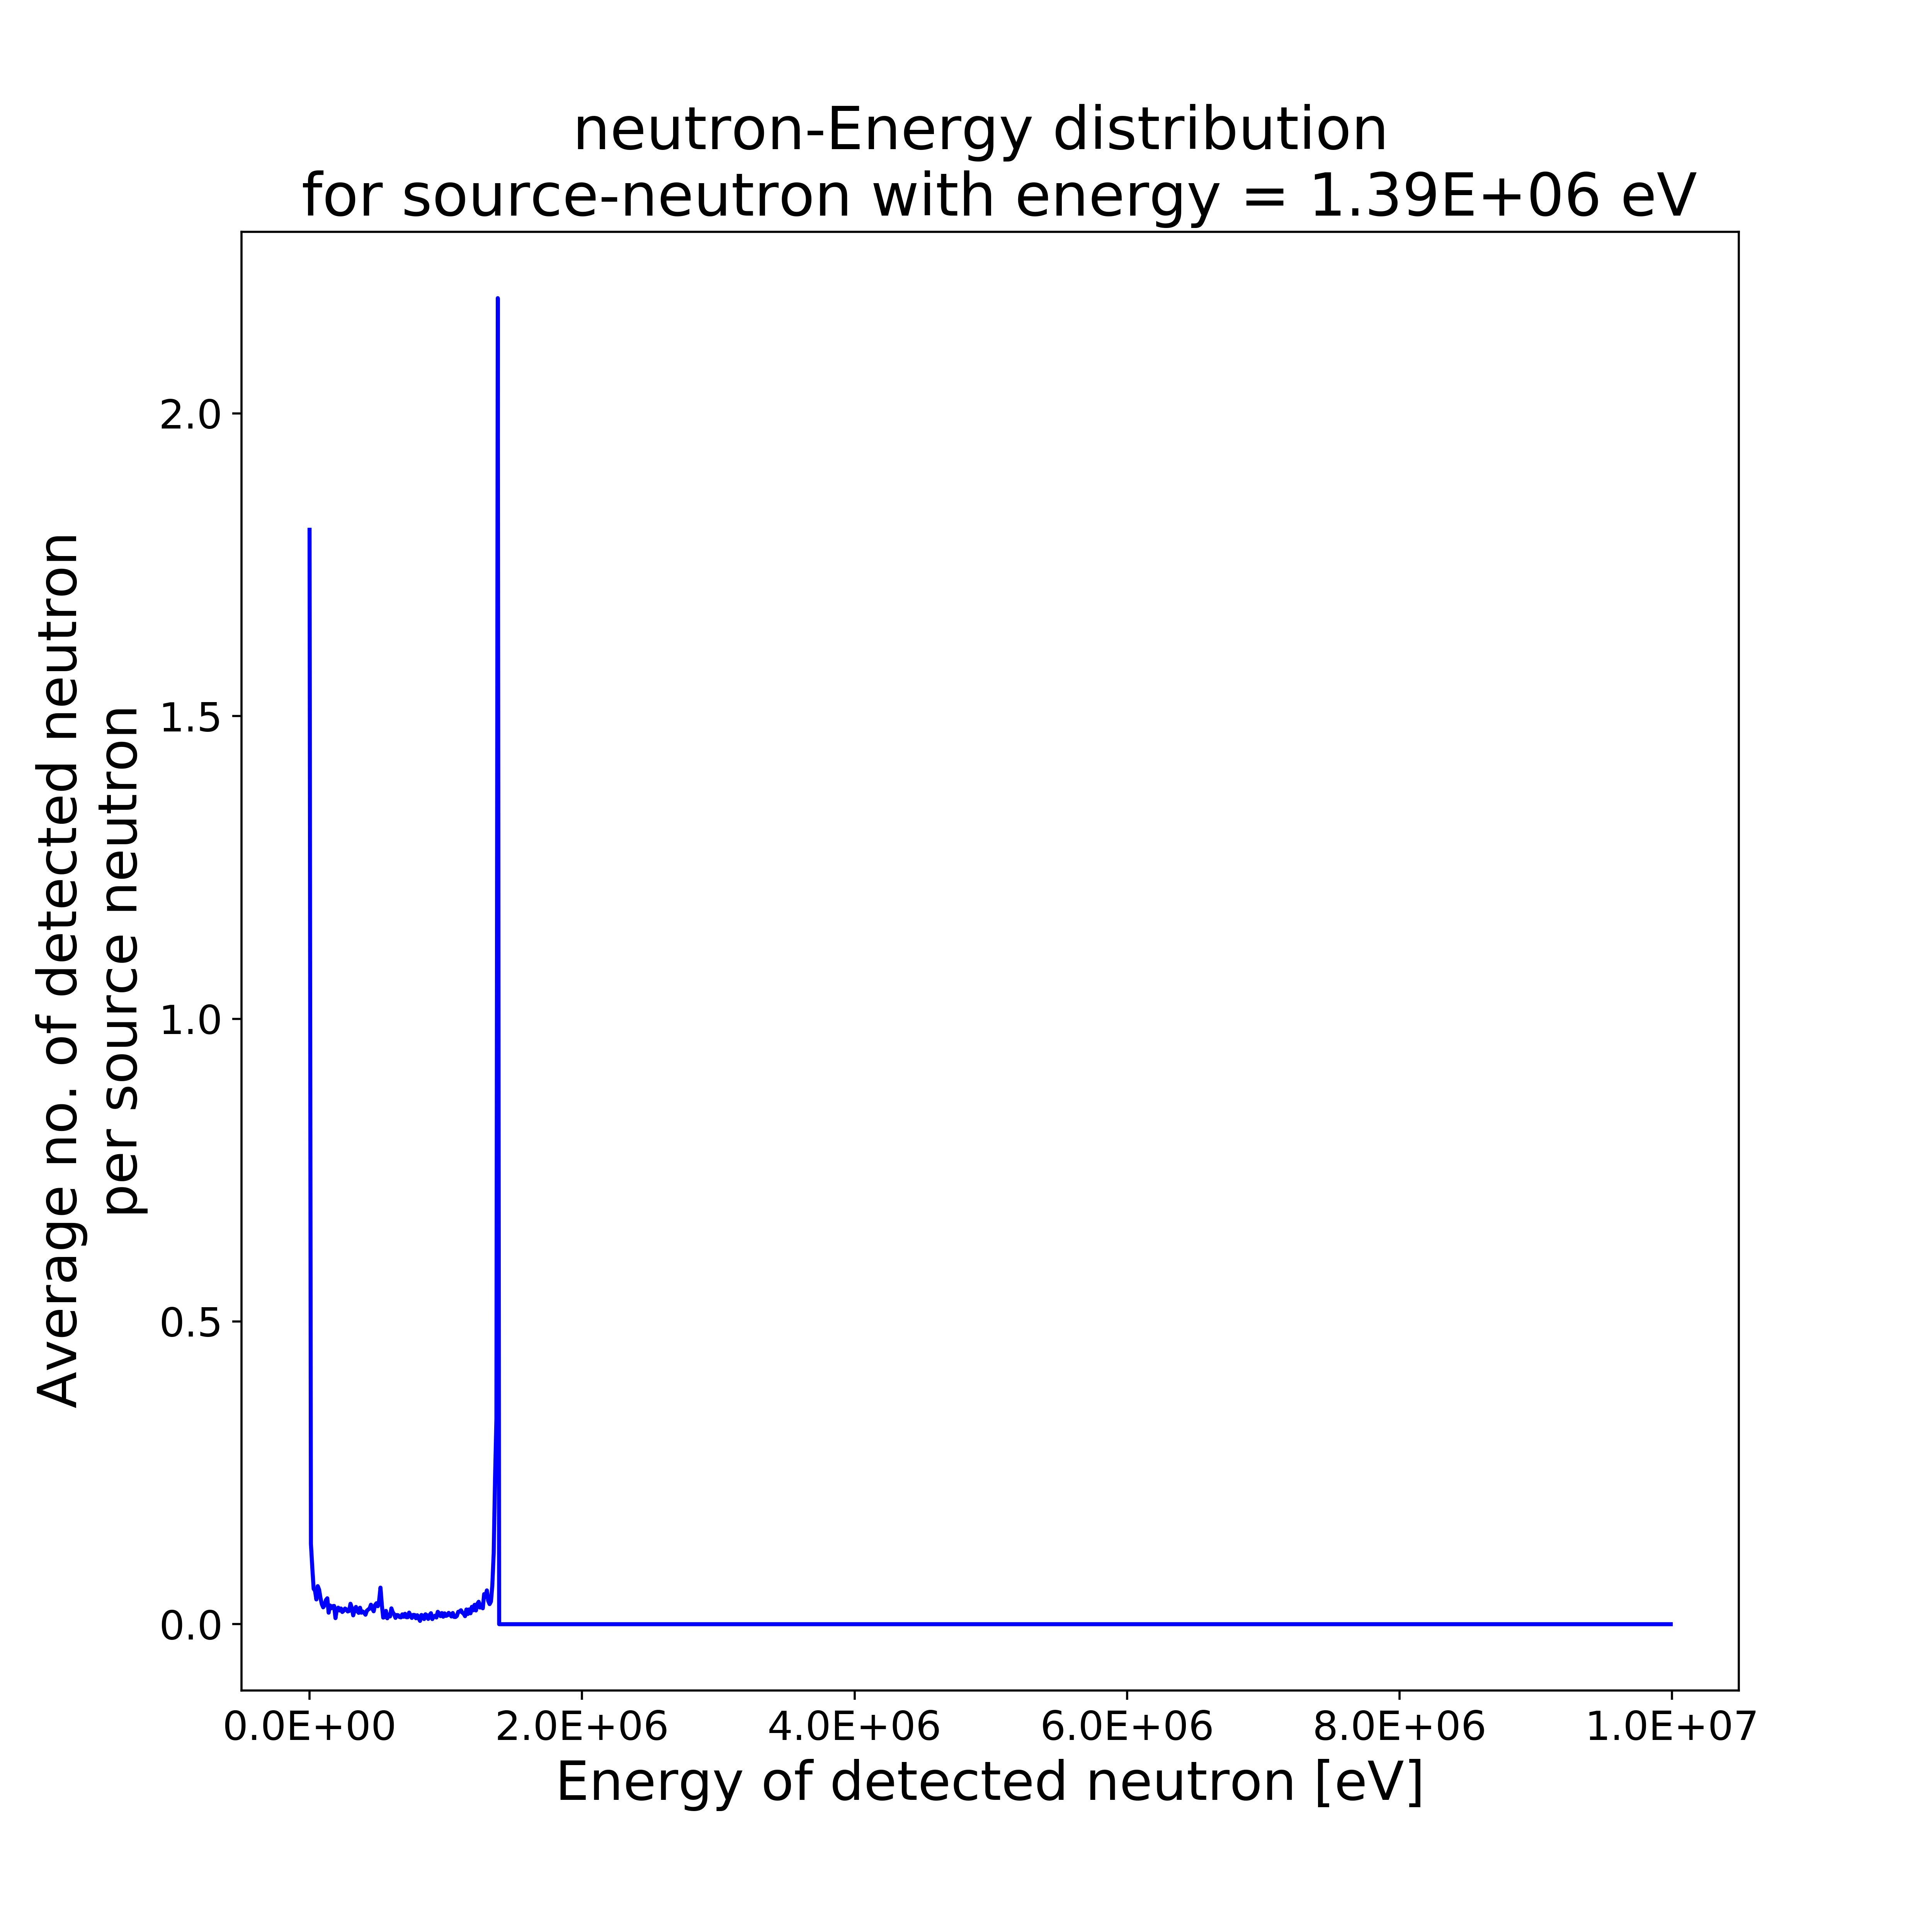 neutron-Energy distribution
for source-neutron with energy = 1.39E+06 eV
Average no. of detected neutron
per source neutron
2.0
1.5
1.0
0.5
0.0
0.0E+00 2.0E+06 4.0E+06 6.0E+06 8.0E+06 1.0E+07
Energy of detected neutron [eV]